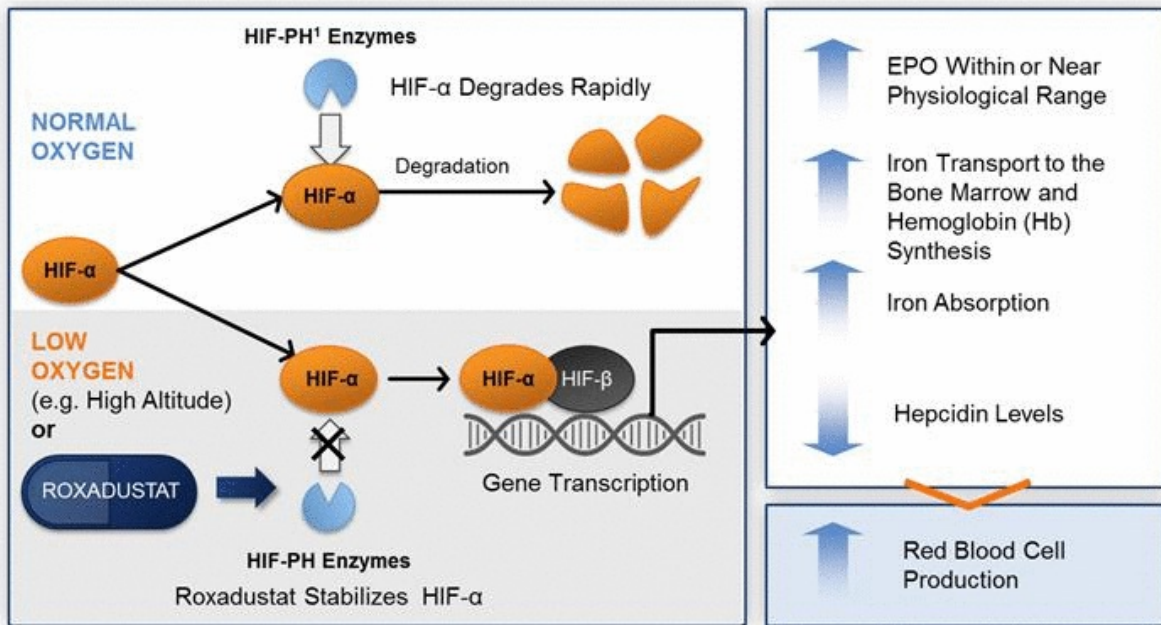 HIF-PH¹ Enzymes
HIF-α Degrades Rapidly
NORMAL
OXYGEN
HIF-α
Degradation
HIF-α
LOW
OXYGEN
(e.g. High Altitude)
or
ROXADUSTAT
HIF-α
HIF-α
HIF-β
Gene Transcription
HIF-PH Enzymes
Roxadustat Stabilizes HIF-α
EPO Within or Near
Physiological Range
Iron Transport to the
Bone Marrow and
Hemoglobin (Hb)
Synthesis
Iron Absorption
Hepcidin Levels
Red Blood Cell
Production